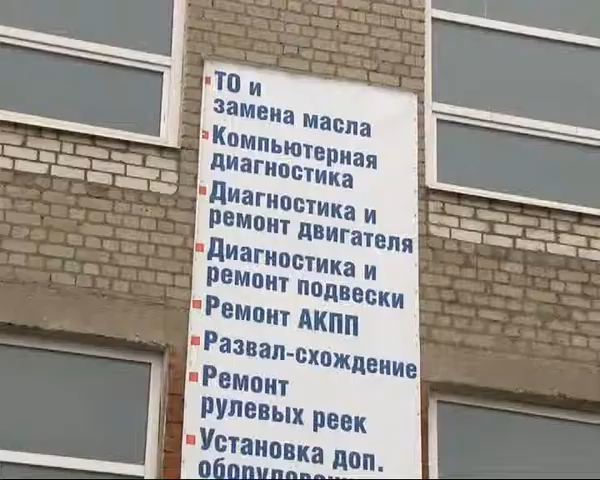 ТО и
замена масла
Компьютерная
диагностика
Диагностика и
ремонт двигателя
Диагностика и
ремонт подвески
Ремонт АКПП
Развал-схождение
Ремонт
рулевых реек
Установка доп.